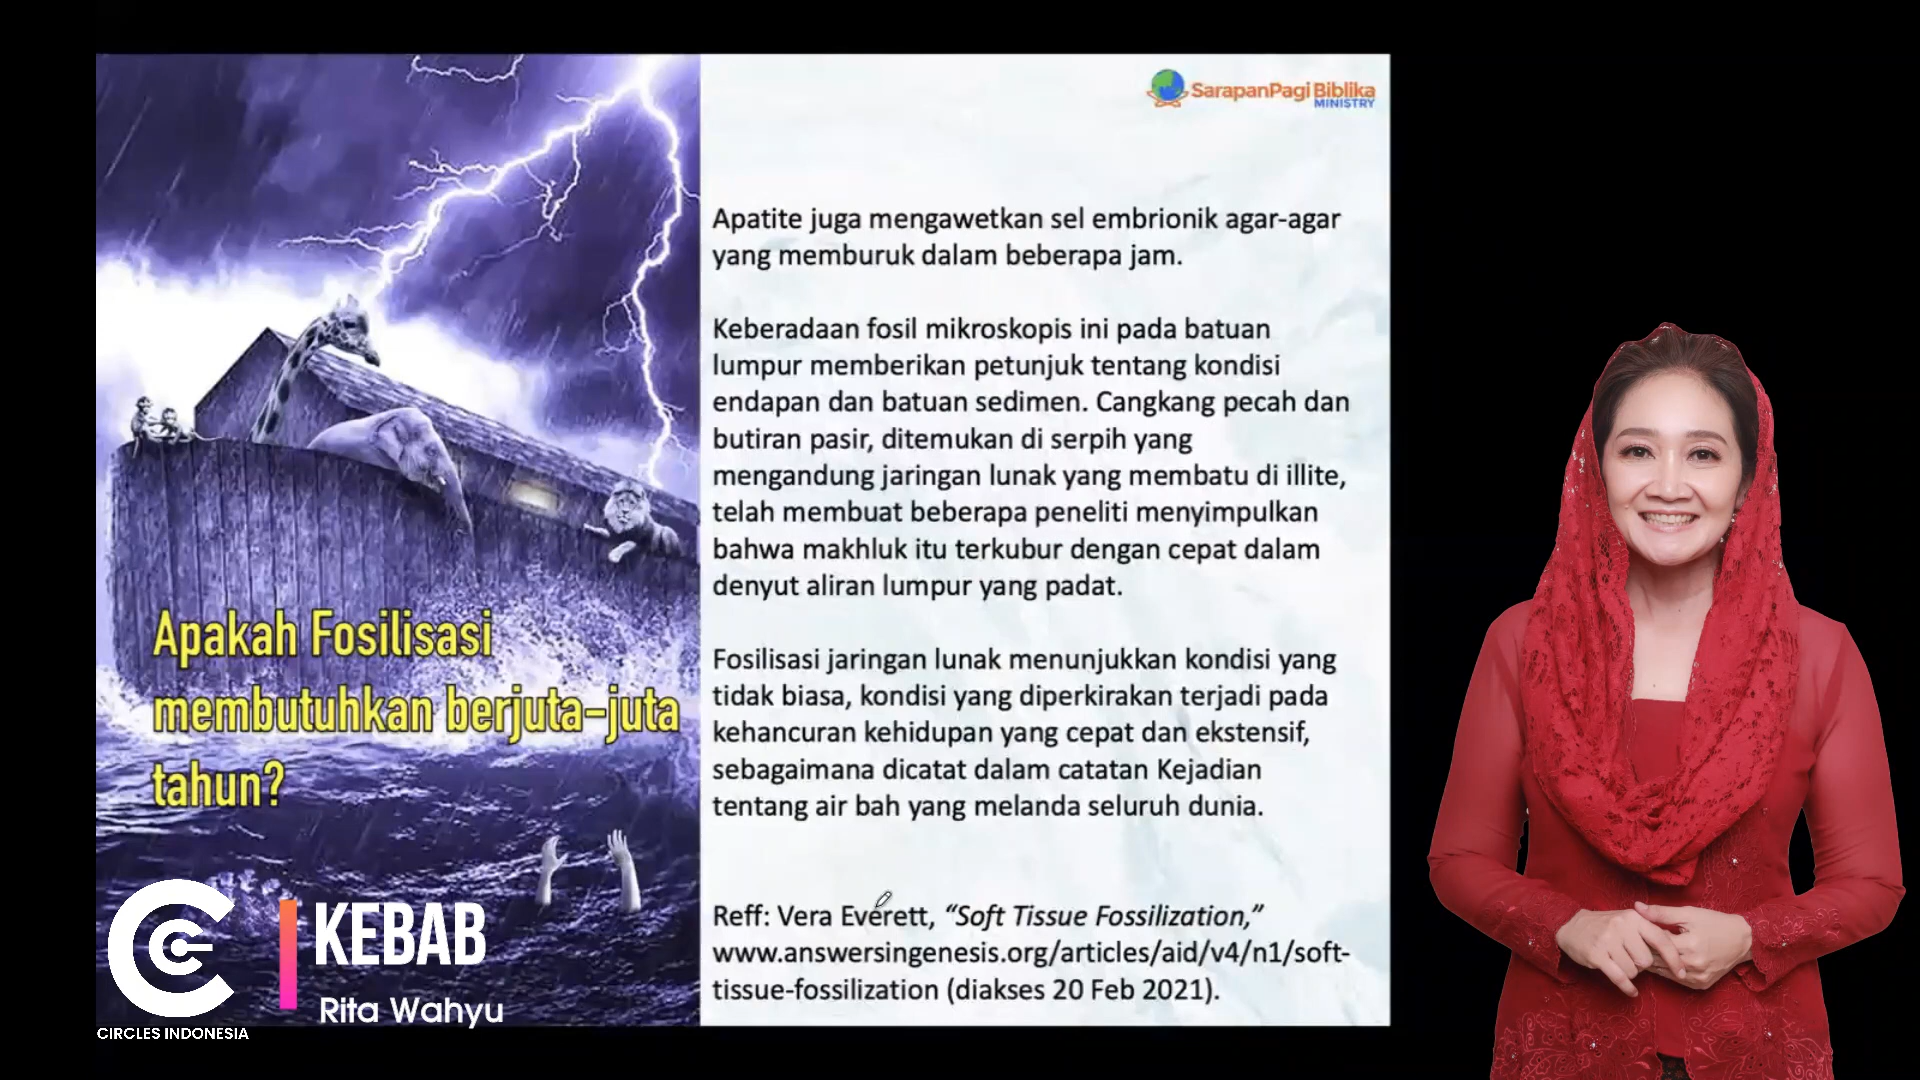 SarapanPagi Biblika
MINISTRY
Apatite juga mengawetkan sel embrionik agar-agar
yang memburuk dalam beberapa jam.
Keberadaan fosil mikroskopis ini pada batuan
lumpur memberikan petunjuk tentang kondisi
endapan dan batuan sedimen. Cangkang pecah dan
butiran pasir, ditemukan di serpih yang
mengandung jaringan lunak yang membatu di illite,
telah membuat beberapa peneliti menyimpulkan
bahwa makhluk itu terkubur dengan cepat dalam
denyut aliran lumpur yang padat.
Fosilisasi jaringan lunak menunjukkan kondisi yang
tidak biasa, kondisi yang diperkirakan terjadi pada
kehancuran kehidupan yang cepat dan ekstensif,
sebagaimana dicatat dalam catatan Kejadian
tentang air bah yang melanda seluruh dunia.
Reff: Vera Everett, “Soft Tissue Fossilization,”
www.answersingenesis.org/articles/aid/v4/n1/soft-
tissue-fossilization (diakses 20 Feb 2021).
Apakah Fosilisasi
membutuhkan berjuta-juta
tahun?
KEBAB
Rita Wahyu
CIRCLES INDONESIA